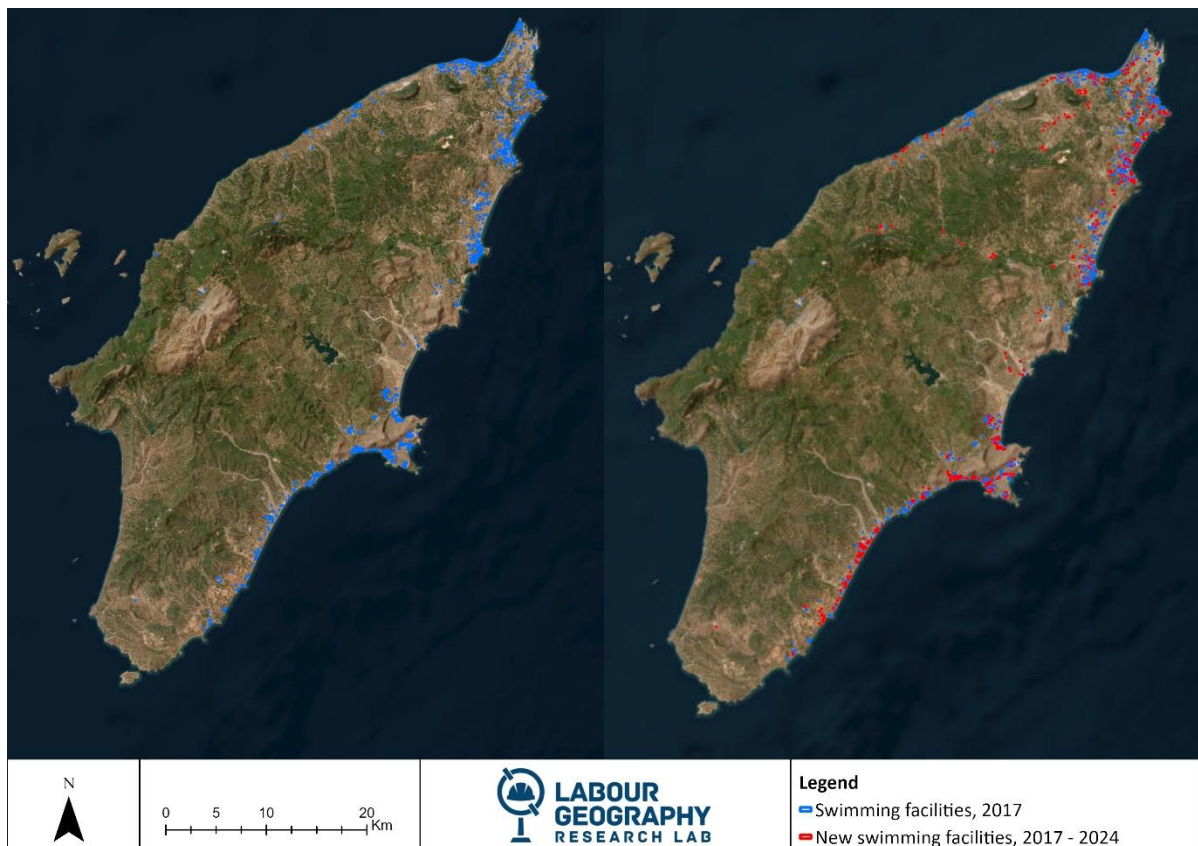 N
0 5 10 20
Km
LABOUR
GEOGRAPHY
RESEARCH LAB
Legend
Swimming facilities, 2017
New swimming facilities, 2017 - 2024